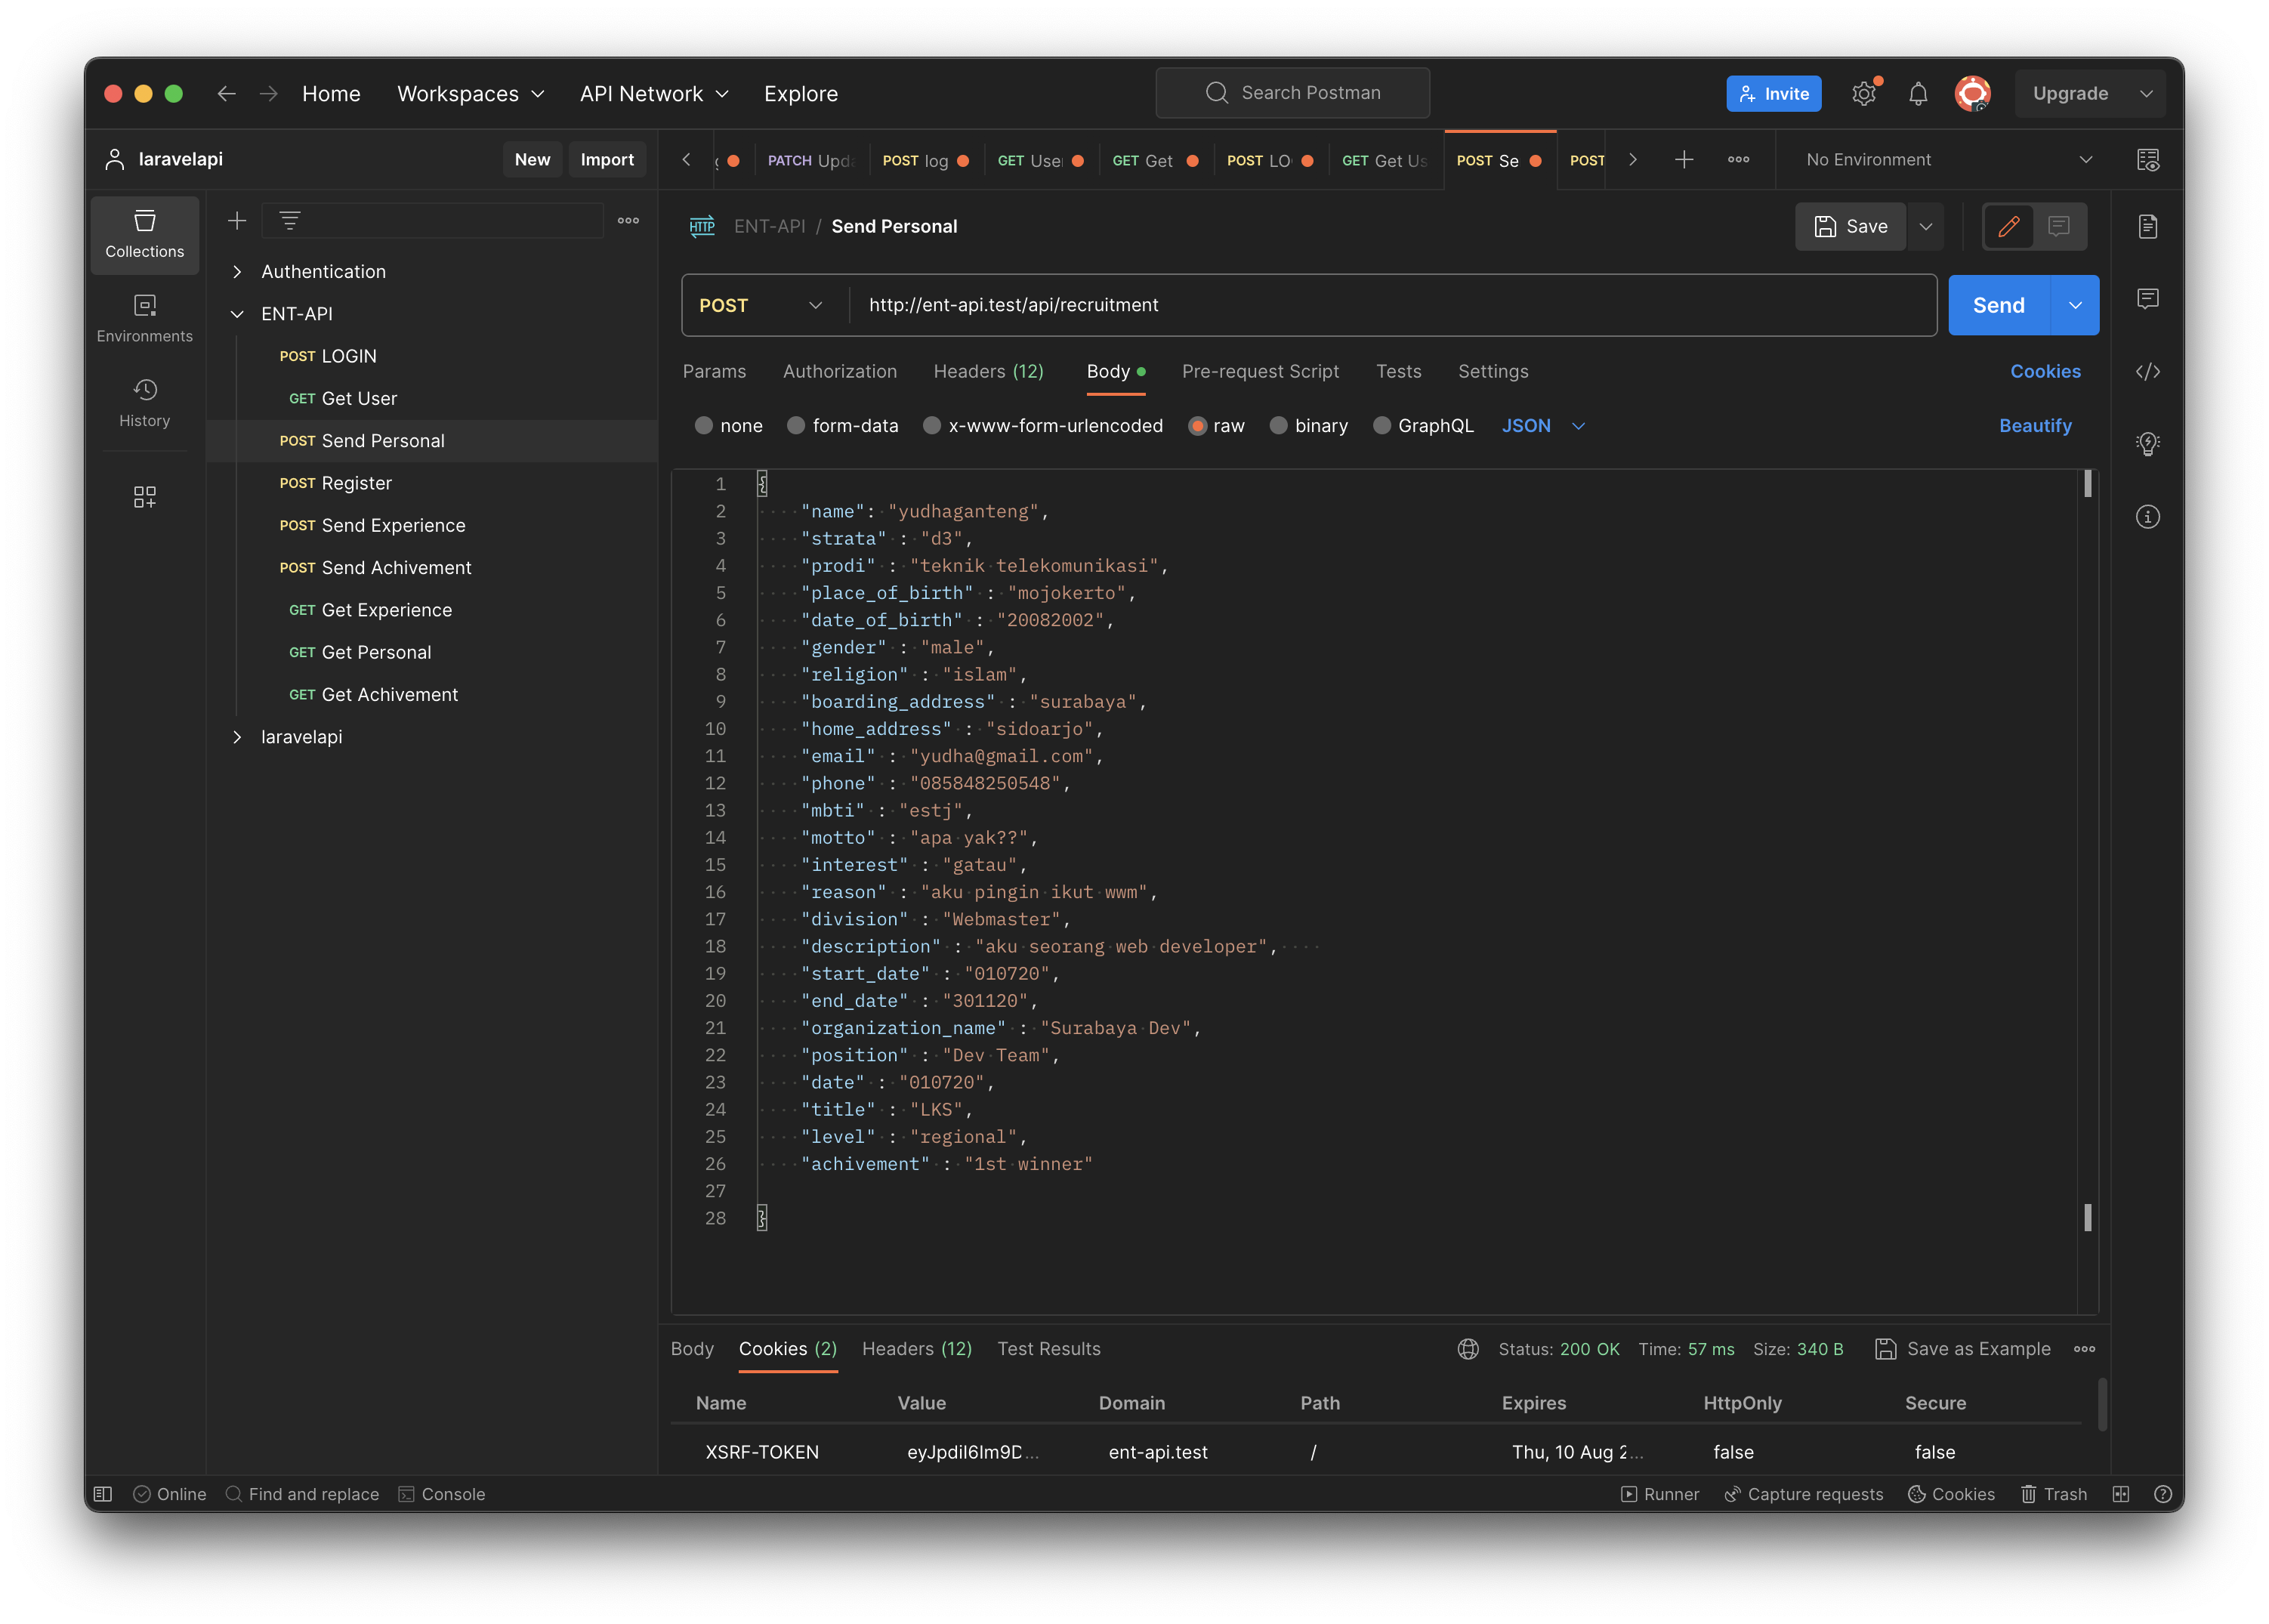 Home Workspaces API Network Explore Search Postman Invite Upgrade
laravelapi New Import
PATCH Upda POST log GET User GET Get POST LO GET Get Us POST Se POST No Environment
Collections
Environments
History
Authentication
ENT-API
POST LOGIN
GET Get User
POST Send Personal
POST Register
POST Send Experience
POST Send Achivement
GET Get Experience
GET Get Personal
GET Get Achivement
laravelapi
HTTP ENT-API / Send Personal Save
POST http://ent-api.test/api/recruitment Send
Params Authorization Headers (12) Body Pre-request Script Tests Settings Cookies
none form-data x-www-form-urlencoded raw binary GraphQL JSON Beautify
1 {
2 "name": "yudhaganteng",
3 "strata" : "d3",
4 "prodi" : "teknik telekomunikasi",
5 "place_of_birth" : "mojokerto",
6 "date_of_birth" : "20082002",
7 "gender" : "male",
8 "religion" : "islam",
9 "boarding_address" : "surabaya",
10 "home_address" : "sidoarjo",
11 "email" : "yudha@gmail.com",
12 "phone" : "085848250548",
13 "mbti" : "estj",
14 "motto" : "apa yak??",
15 "interest" : "gatau",
16 "reason" : "aku pingin ikut wwm",
17 "division" : "Webmaster",
18 "description" : "aku seorang web developer",
19 "start_date" : "010720",
20 "end_date" : "301120",
21 "organization_name" : "Surabaya Dev",
22 "position" : "Dev Team",
23 "date" : "010720",
24 "title" : "LKS",
25 "level" : "regional",
26 "achivement" : "1st winner"
27
28 }
Body Cookies (2) Headers (12) Test Results Status: 200 OK Time: 57 ms Size: 340 B Save as Example
Name Value Domain Path Expires HttpOnly Secure
XSRF-TOKEN eyJpdiI6Im9D... ent-api.test / Thu, 10 Aug 2... false false
Online Find and replace Console Runner Capture requests Cookies Trash